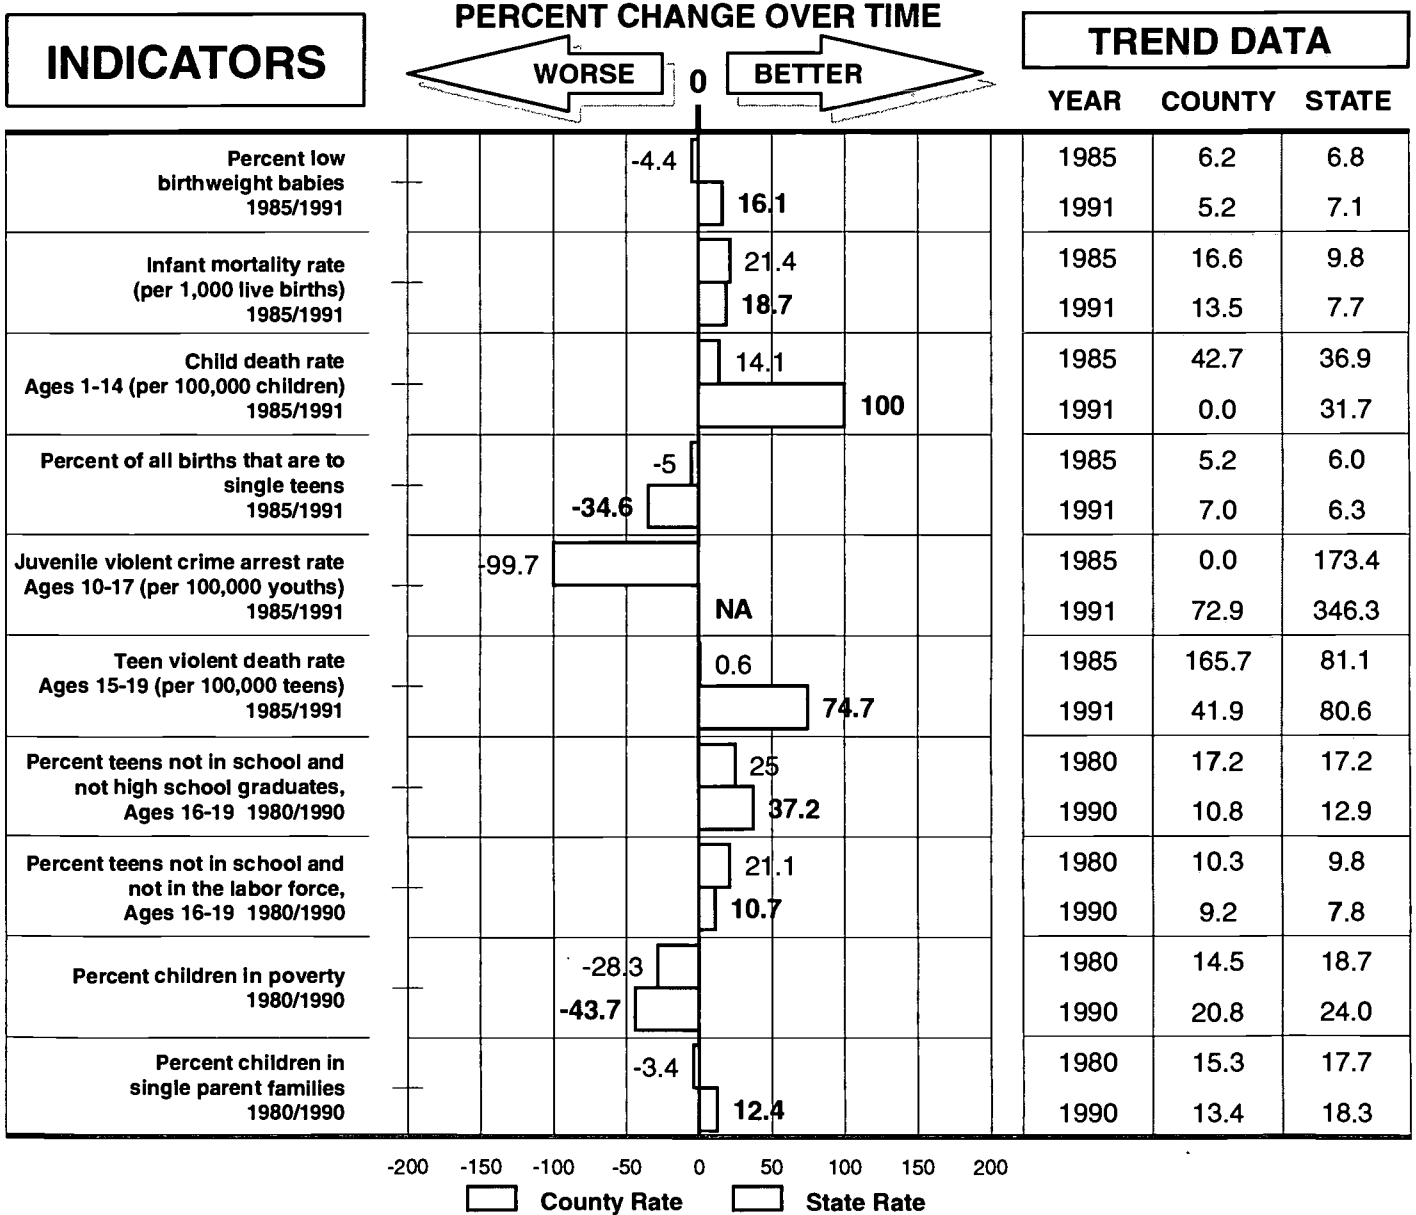 PERCENT CHANGE OVER TIME
INDICATORS
WORSE
0
BETTER
TREND DATA
YEAR COUNTY STATE
Percent low
birthweight babies
1985/1991
-4.4
16.1
1985 6.2 6.8
1991 5.2 7.1
Infant mortality rate
(per 1,000 live births)
1985/1991
21.4
18.7
1985 16.6 9.8
1991 13.5 7.7
Child death rate
Ages 1-14 (per 100,000 children)
1985/1991
14.1
100
1985 42.7 36.9
1991 0.0 31.7
Percent of all births that are to
single teens
1985/1991
-5
-34.6
1985 5.2 6.0
1991 7.0 6.3
Juvenile violent crime arrest rate
Ages 10-17 (per 100,000 youths)
1985/1991
-99.7
NA
1985 0.0 173.4
1991 72.9 346.3
Teen violent death rate
Ages 15-19 (per 100,000 teens)
1985/1991
0.6
74.7
1985 165.7 81.1
1991 41.9 80.6
Percent teens not in school and
not high school graduates,
Ages 16-19 1980/1990
25
37.2
1980 17.2 17.2
1990 10.8 12.9
Percent teens not in school and
not in the labor force,
Ages 16-19 1980/1990
21.1
10.7
1980 10.3 9.8
1990 9.2 7.8
Percent children in poverty
1980/1990
-28.3
-43.7
1980 14.5 18.7
1990 20.8 24.0
Percent children in
single parent families
1980/1990
-3.4
12.4
1980 15.3 17.7
1990 13.4 18.3
-200 -150 -100 -50 0 50 100 150 200
County Rate State Rate